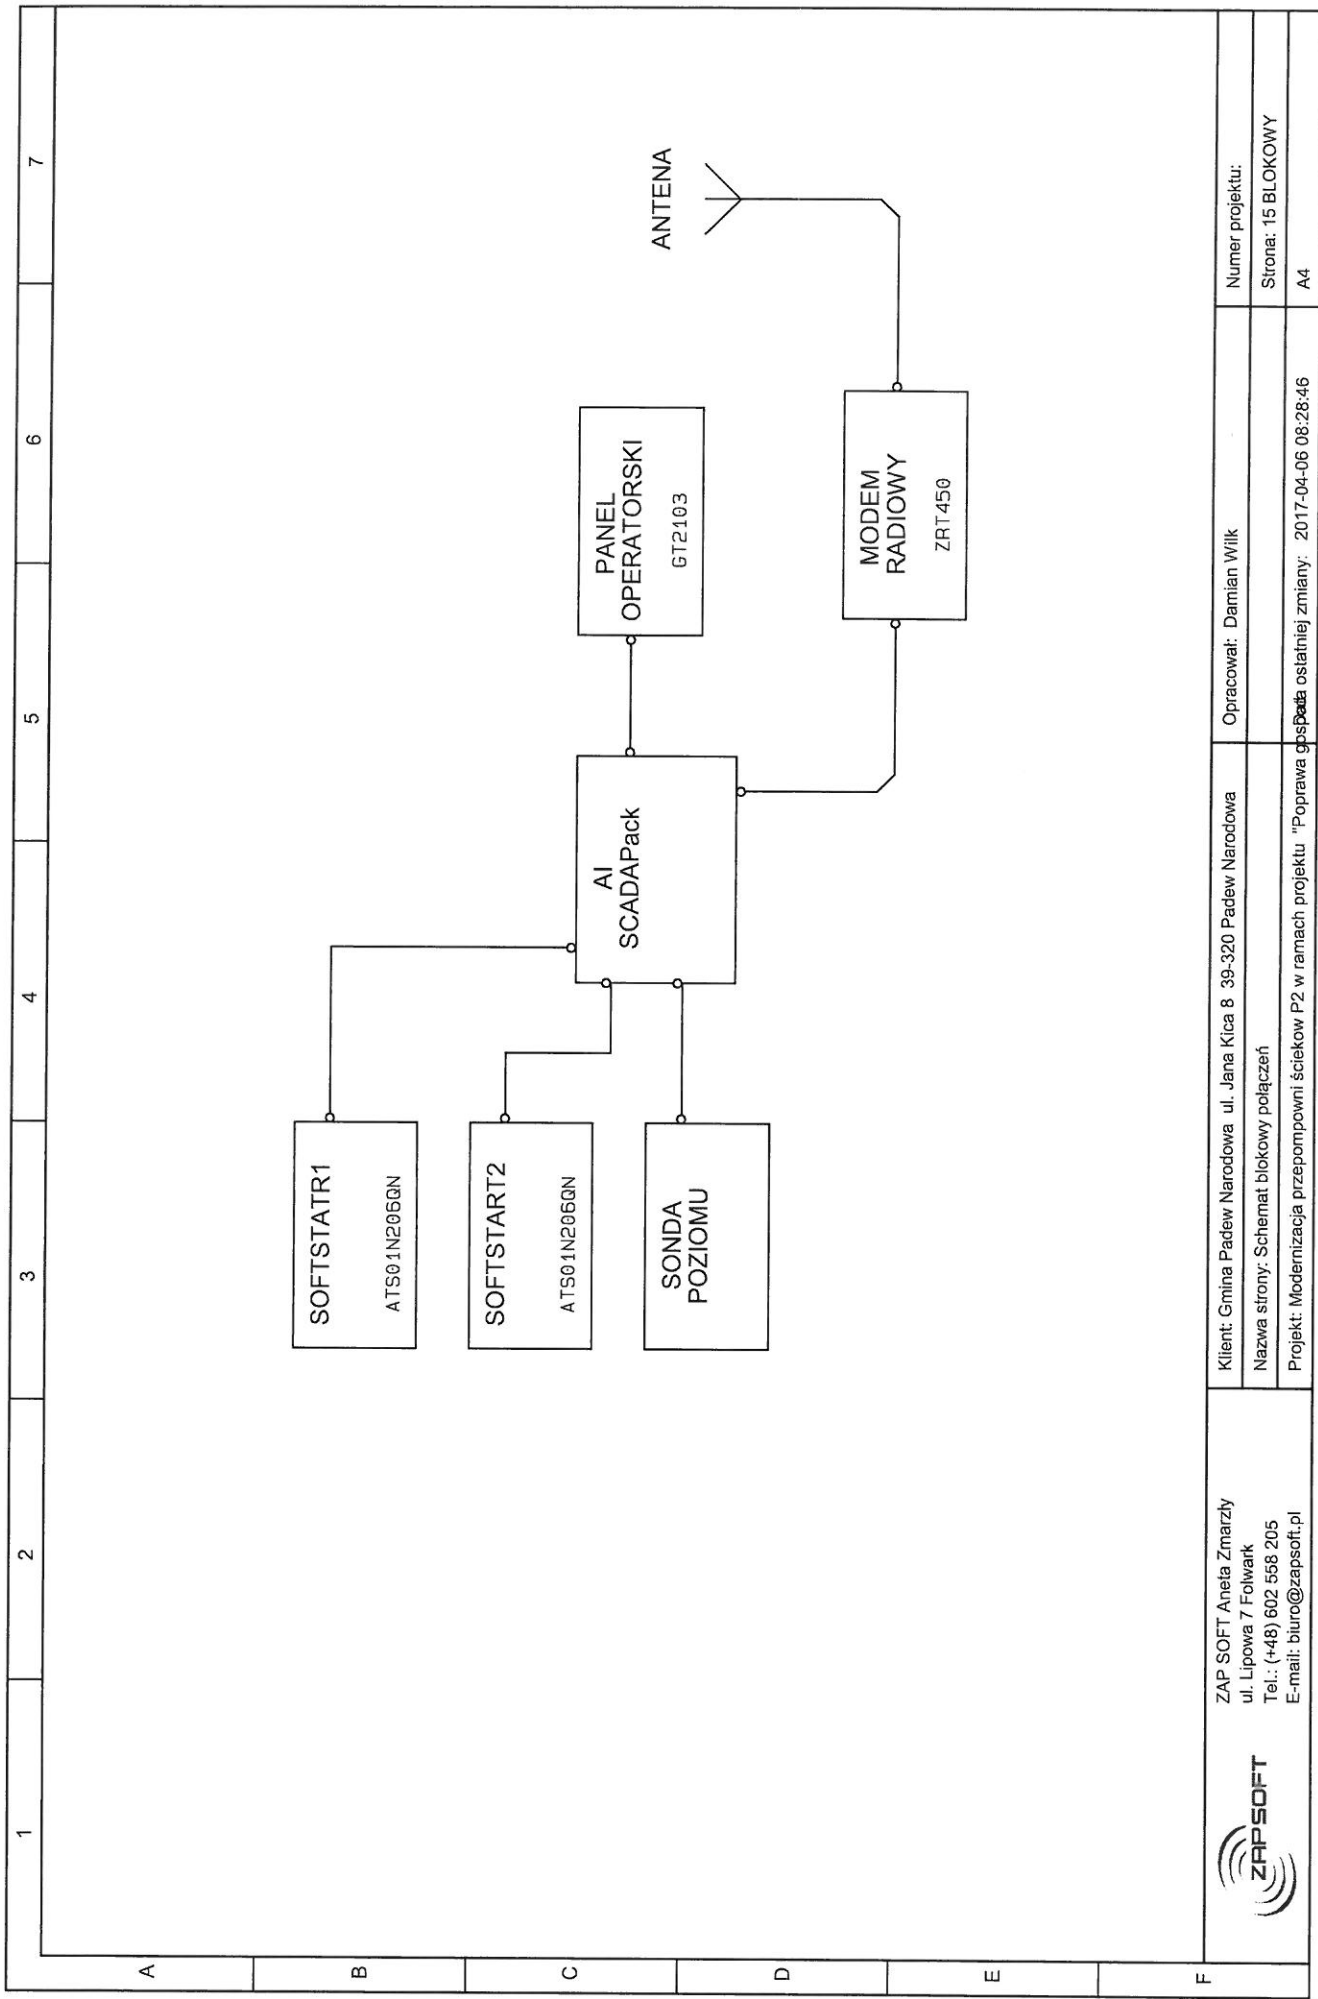 1
2
3
4
5
6
7
A
B
C
D
E
F
SOFTSTATR1
ATS01N206QN
SOFTSTART2
ATS01N206QN
SONDA
POZIOMU
AI
SCADAPack
PANEL
OPERATORSKI
GT2103
MODEM
RADIOWY
ZRT450
ANTENA
ZAPSOFT
ZAP SOFT Aneta Zmarzły
ul. Lipowa 7 Folwark
Tel.: (+48) 602 558 205
E-mail: biuro@zapsoft.pl
Klient: Gmina Padew Narodowa ul. Jana Kica 8 39-320 Padew Narodowa
Opracował: Damian Wilk
Numer projektu:
Nazwa strony: Schemat blokowy połączeń
Strona: 15 BLOKOWY
Projekt: Modernizacja przepompowni ściekow P2 w ramach projektu "Poprawa gospoda
Data ostatniej zmiany: 2017-04-06 08:28:46
A4